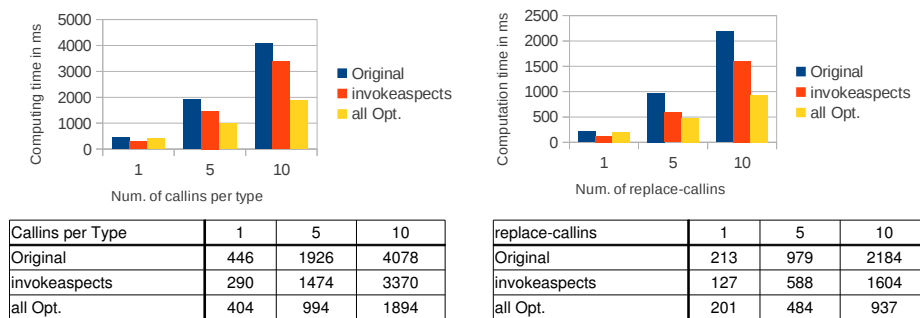 5000
4000
3000
2000
1000
0
Computing time in ms
1 5 10
Num. of callins per type
Original
invokeaspects
all Opt.
2500
2000
1500
1000
500
0
Computation time in ms
1 5 10
Num. of replace-callins
Original
invokeaspects
all Opt.
Callins per Type 1 5 10
Original 446 1926 4078
invokeaspects 290 1474 3370
all Opt. 404 994 1894
replace-callins 1 5 10
Original 213 979 2184
invokeaspects 127 588 1604
all Opt. 201 484 937